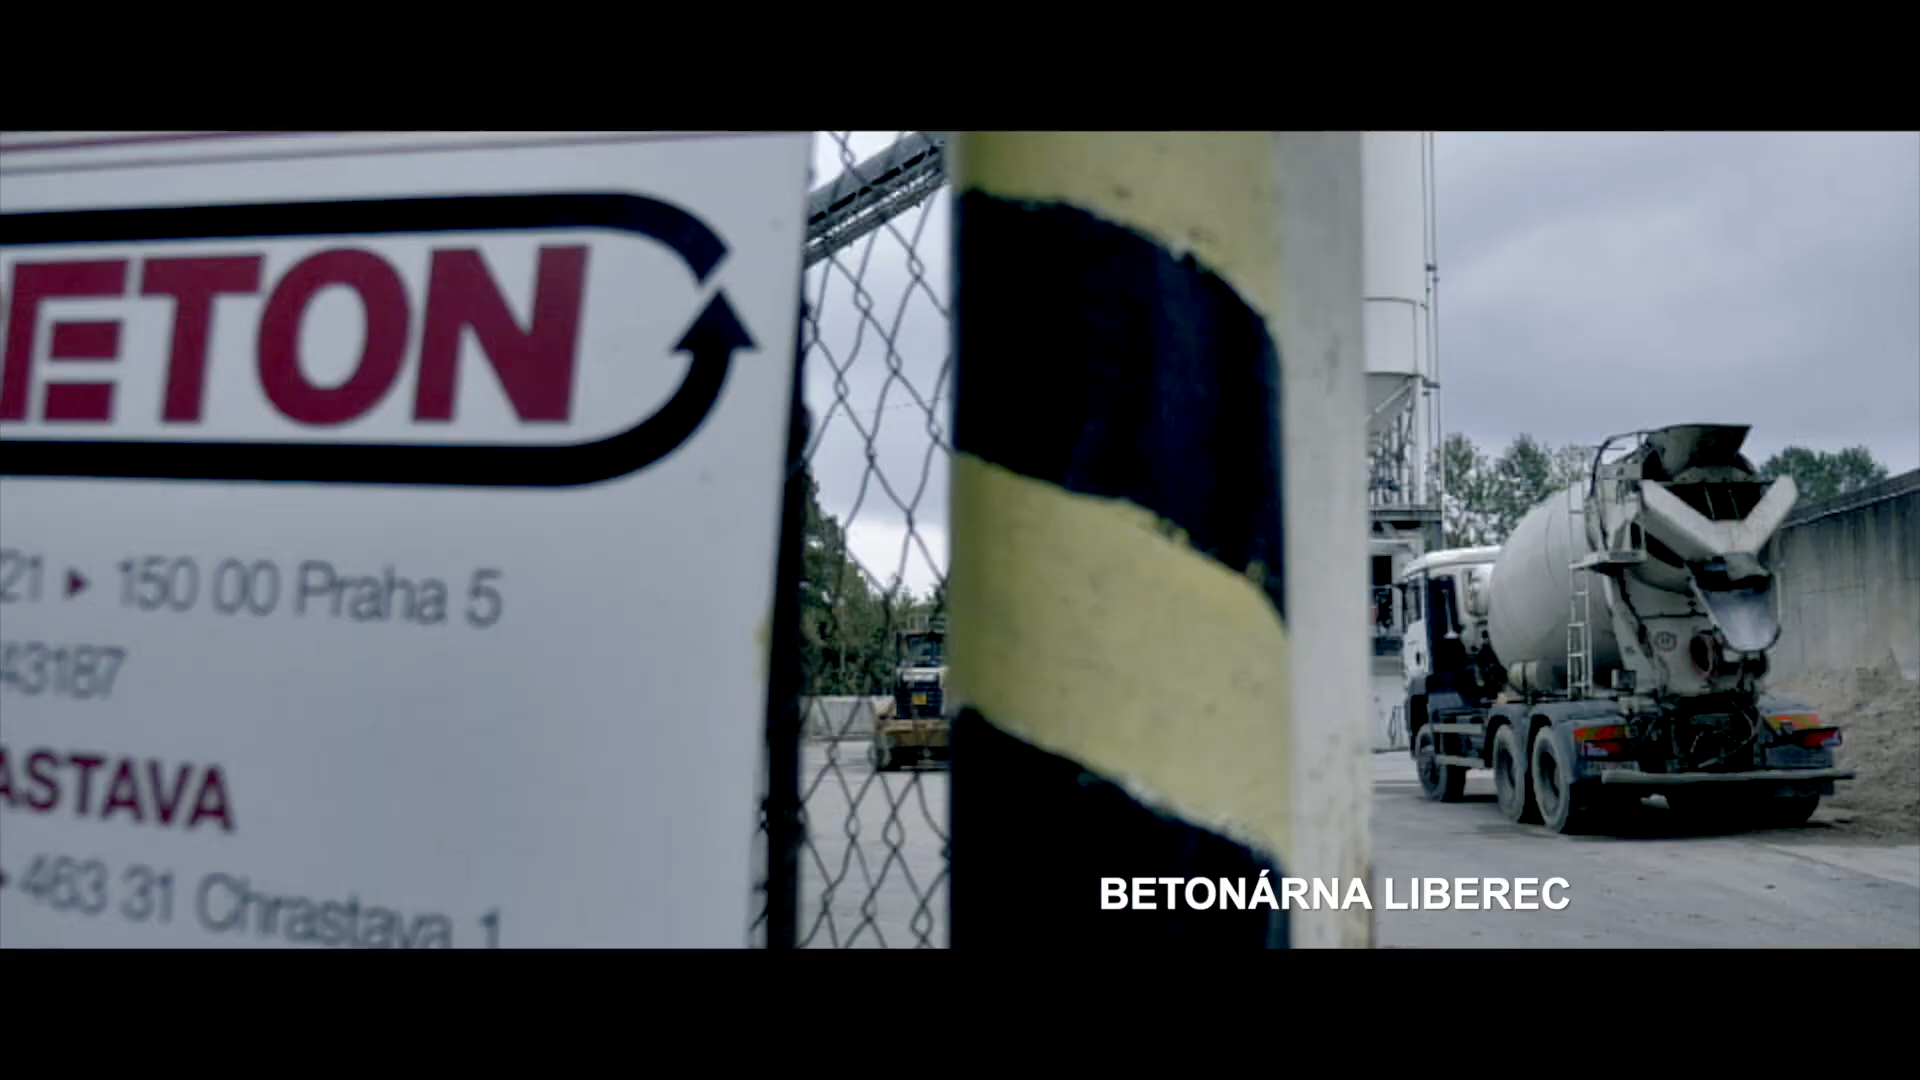 ETON
21 ▸ 150 00 Praha 5
43187
ASTAVA
463 31 Chrastava 1
BETONÁRNA LIBEREC